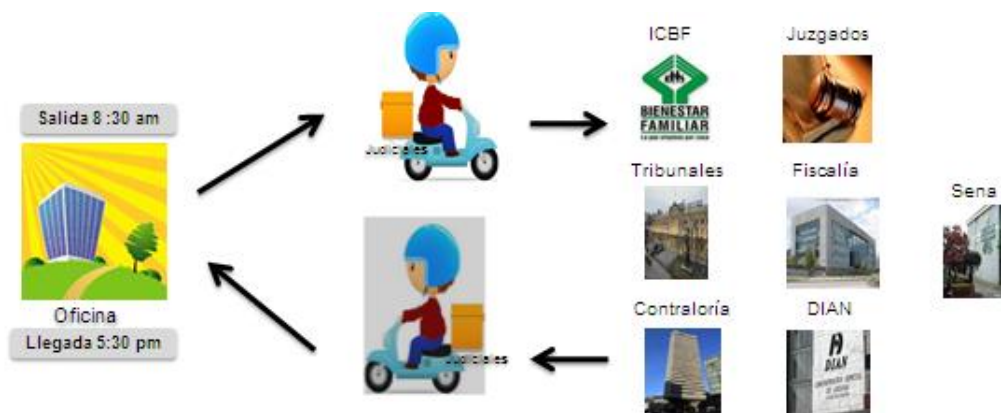 Salida 8 :30 am
Oficina
Llegada 5:30 pm
Judiciales
Judiciales
ICBF
BIENESTAR
FAMILIAR
Juzgados
Tribunales
Fiscalía
Sena
Contraloría
DIAN
DIAN